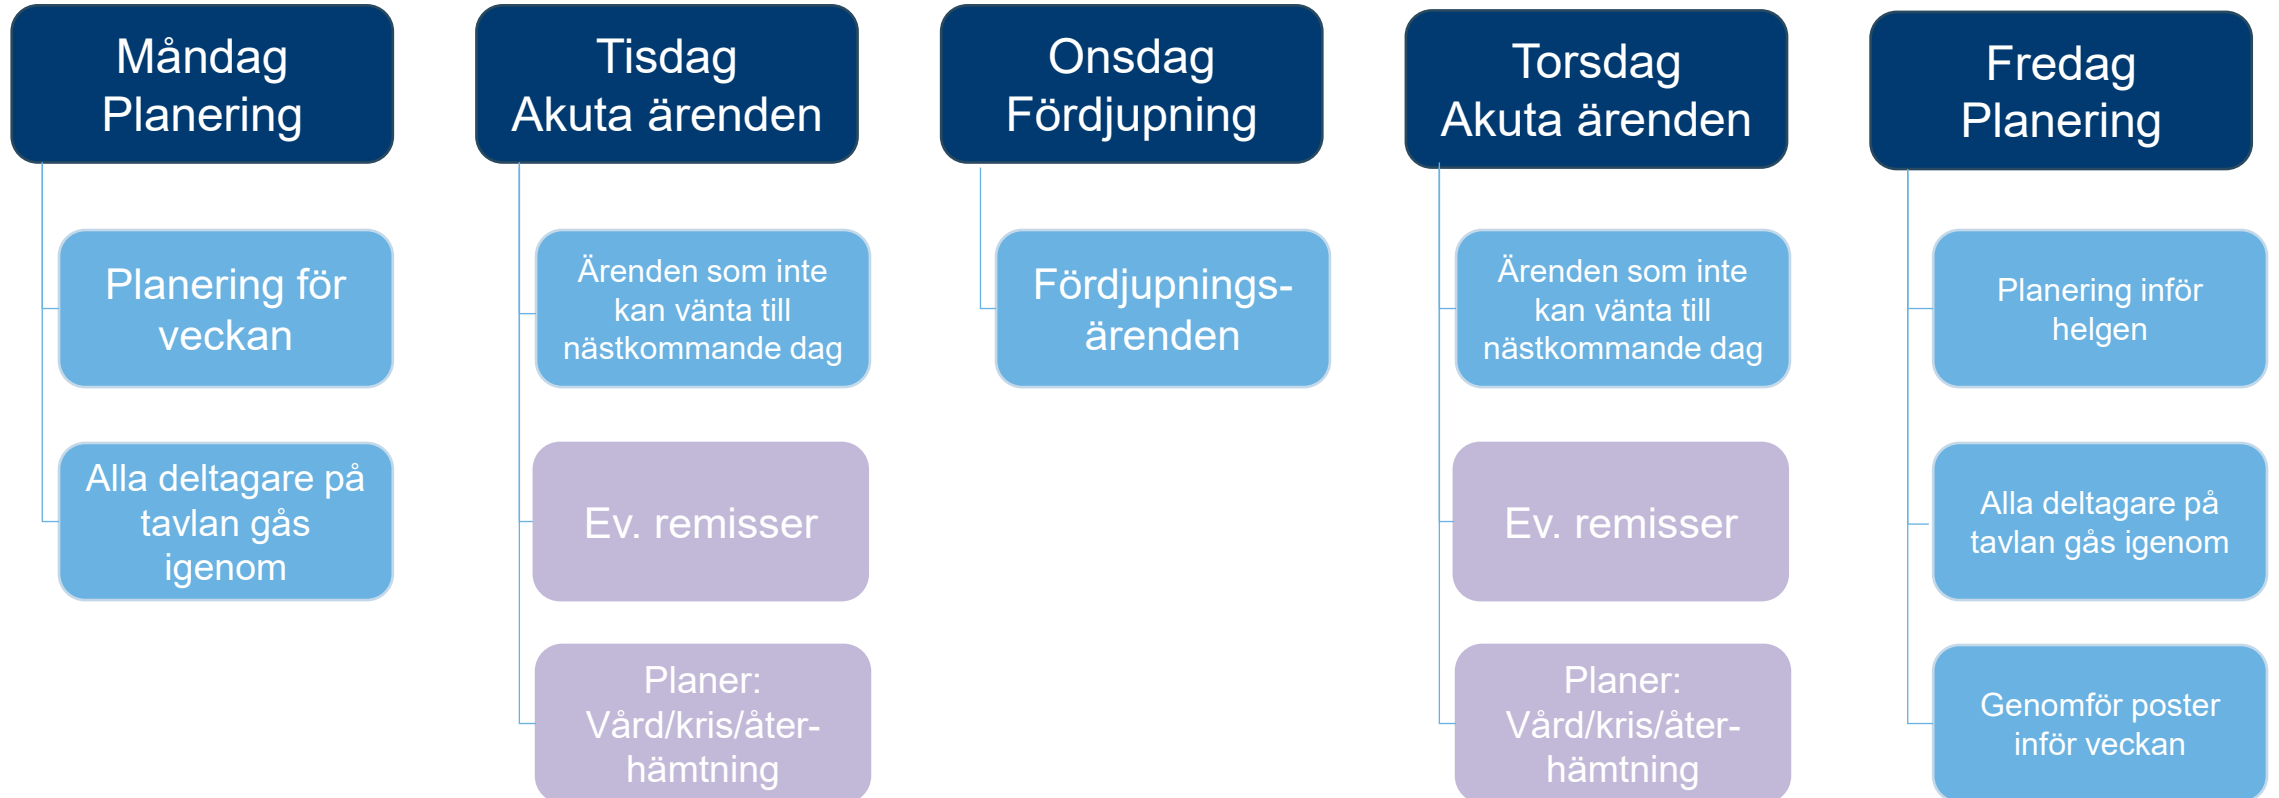 Måndag
Planering
Planering för
veckan
Alla deltagare på
tavlan gås
igenom
Tisdag
Akuta ärenden
Ärenden som inte
kan vänta till
nästkommande dag
Ev. remisser
Planer:
Vård/kris/åter-
hämtning
Onsdag
Fördjupning
Fördjupnings-
ärenden
Torsdag
Akuta ärenden
Ärenden som inte
kan vänta till
nästkommande dag
Ev. remisser
Planer:
Vård/kris/åter-
hämtning
Fredag
Planering
Planering inför
helgen
Alla deltagare på
tavlan gås igenom
Genomför poster
inför veckan